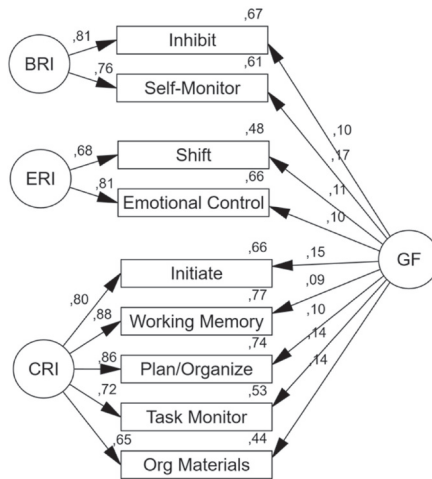 ,67
,81
Inhibit
BRI
,76
,61
Self-Monitor
,10
,17
,48
,68
Shift
ERI
,11
,81
,66
Emotional Control
,10
GF
,66
,15
Initiate
,80
,77
,09
,88
Working Memory
,10
,74
,14
CRI
,86
Plan/Organize
,14
,72
,53
Task Monitor
,65
,44
Org Materials